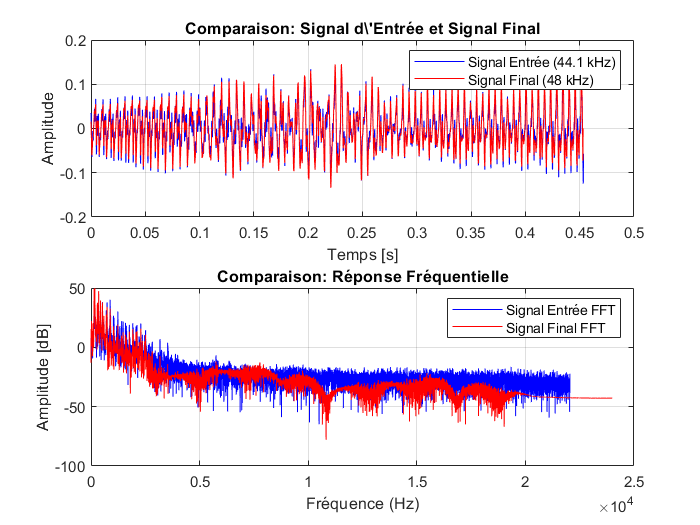 Comparaison: Signal d\'Entrée et Signal Final
0.2
0.1
0
-0.1
-0.2
Amplitude
Signal Entrée (44.1 kHz)
Signal Final (48 kHz)
0 0.05 0.1 0.15 0.2 0.25 0.3 0.35 0.4 0.45 0.5
Temps [s]
Comparaison: Réponse Fréquentielle
50
0
-50
-100
Amplitude [dB]
Signal Entrée FFT
Signal Final FFT
0 0.5 1 1.5 2 2.5
Fréquence (Hz)
×10⁴